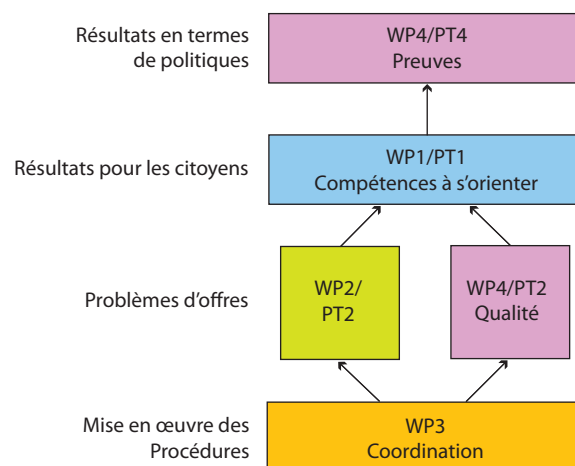 Résultats en termes
de politiques
WP4/PT4
Preuves
Résultats pour les citoyens
WP1/PT1
Compétences à s’orienter
Problèmes d’offres
WP2/
PT2
WP4/PT2
Qualité
Mise en œuvre des
Procédures
WP3
Coordination